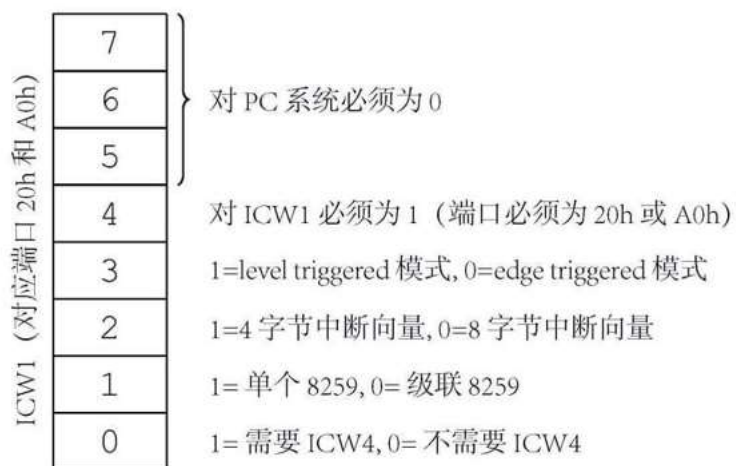 ICW1（对应端口 20h 和 A0h）
7
6
对 PC 系统必须为 0
5
4 对 ICW1 必须为 1（端口必须为 20h 或 A0h）
3 1=level triggered 模式, 0=edge triggered 模式
2 1=4 字节中断向量, 0=8 字节中断向量
1 1= 单个 8259, 0= 级联 8259
0 1= 需要 ICW4, 0= 不需要 ICW4